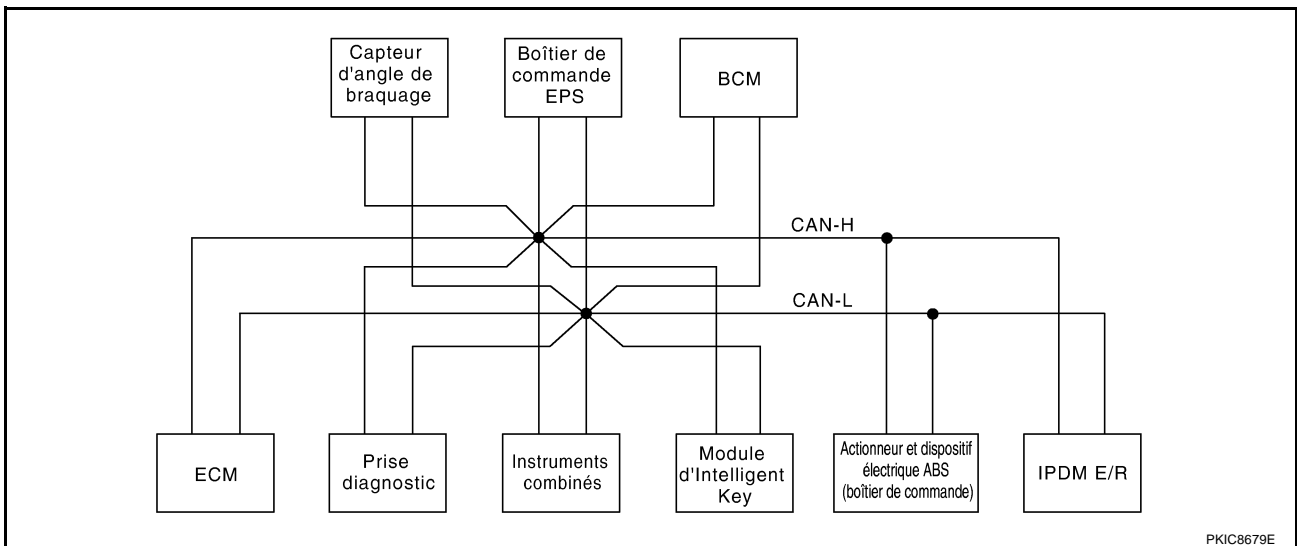 Capteur
d'angle de
braquage
Boîtier de
commande
EPS
BCM
CAN-H
CAN-L
ECM
Prise
diagnostic
Instruments
combinés
Module
d'Intelligent
Key
Actionneur et dispositif
électrique ABS
(boîtier de commande)
IPDM E/R
PKIC8679E